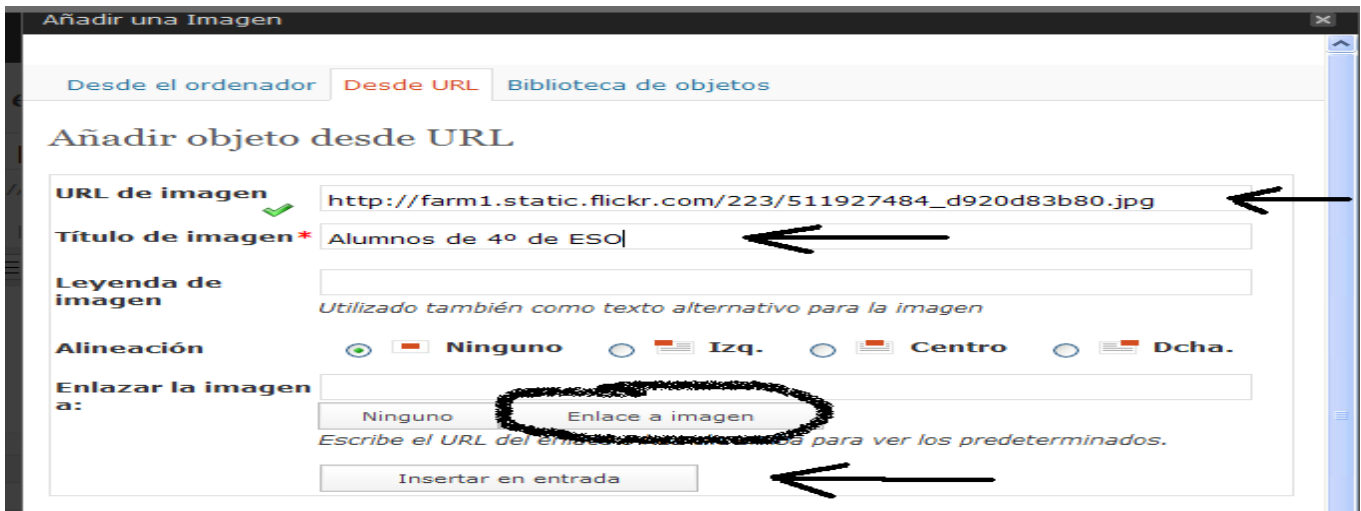 Añadir una Imagen
Desde el ordenador Desde URL Biblioteca de objetos
Añadir objeto desde URL
URL de imagen http://farm1.static.flickr.com/223/511927484_d920d83b80.jpg
Título de imagen* Alumnos de 4º de ESO
Leyenda de
imagen
Utilizado también como texto alternativo para la imagen
Alineación Ninguno Izq. Centro Dcha.
Enlazar la imagen
a:
Ninguno Enlace a imagen
Escribe el URL del para ver los predeterminados.
Insertar en entrada